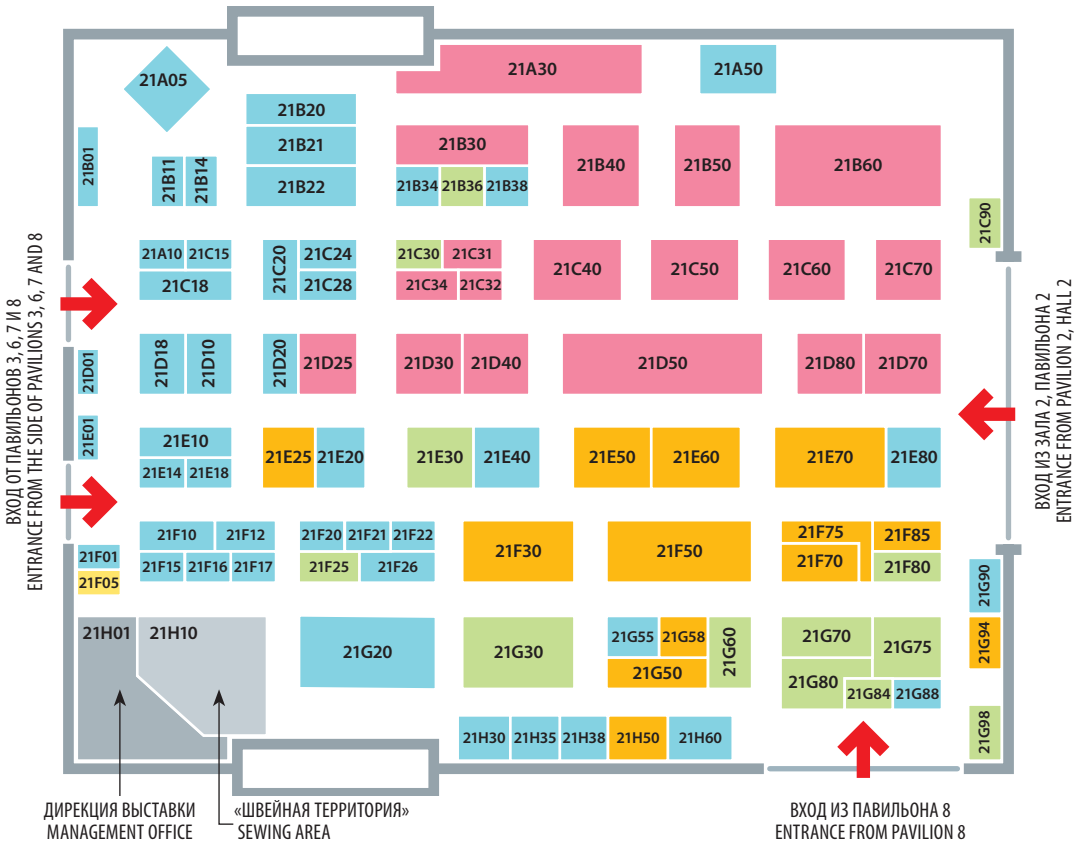 21A05
21A30
21A50
21B20
21B01
21B21
21B30
21B40
21B50
21B60
21B11
21B14
21B22
21B34
21B36
21B38
21C90
21A10
21C15
21C20
21C24
21C30
21C31
21C40
21C50
21C60
21C70
21C18
21C28
21C34
21C32
ВХОД ОТ ПАВИЛЬОНОВ 3, 6, 7 И 8
ENTRANCE FROM THE SIDE OF PAVILIONS 3, 6, 7 AND 8
ВХОД ИЗ ЗАЛА 2, ПАВИЛЬОНА 2
ENTRANCE FROM PAVILION 2, HALL 2
21D01
21D18
21D10
21D20
21D25
21D30
21D40
21D50
21D80
21D70
21E01
21E10
21E25
21E20
21E30
21E40
21E50
21E60
21E70
21E80
21E14
21E18
21F10
21F12
21F20
21F21
21F22
21F30
21F50
21F75
21F85
21F01
21F15
21F16
21F17
21F25
21F26
21F70
21F80
21F05
21G90
21H01
21H10
21G20
21G30
21G55
21G58
21G60
21G70
21G75
21G94
21G50
21G80
21G84
21G88
21H30
21H35
21H38
21H50
21H60
21G98
ДИРЕКЦИЯ ВЫСТАВКИ
MANAGEMENT OFFICE
«ШВЕЙНАЯ ТЕРРИТОРИЯ»
SEWING AREA
ВХОД ИЗ ПАВИЛЬОНА 8
ENTRANCE FROM PAVILION 8